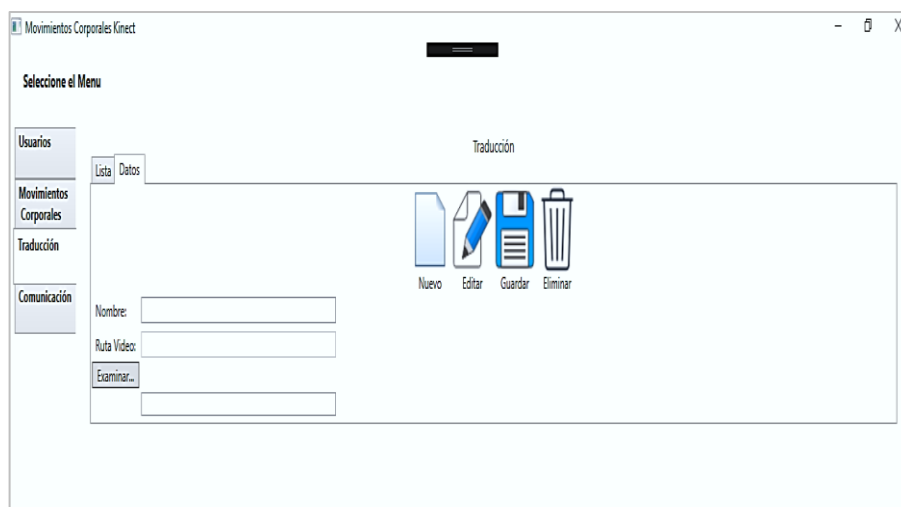 Movimientos Corporales Kinect
Seleccione el Menu
Usuarios
Movimientos
Corporales
Traducción
Comunicación
Traducción
Lista Datos
Nuevo Editar Guardar Eliminar
Nombre:
Ruta Video:
Examinar...